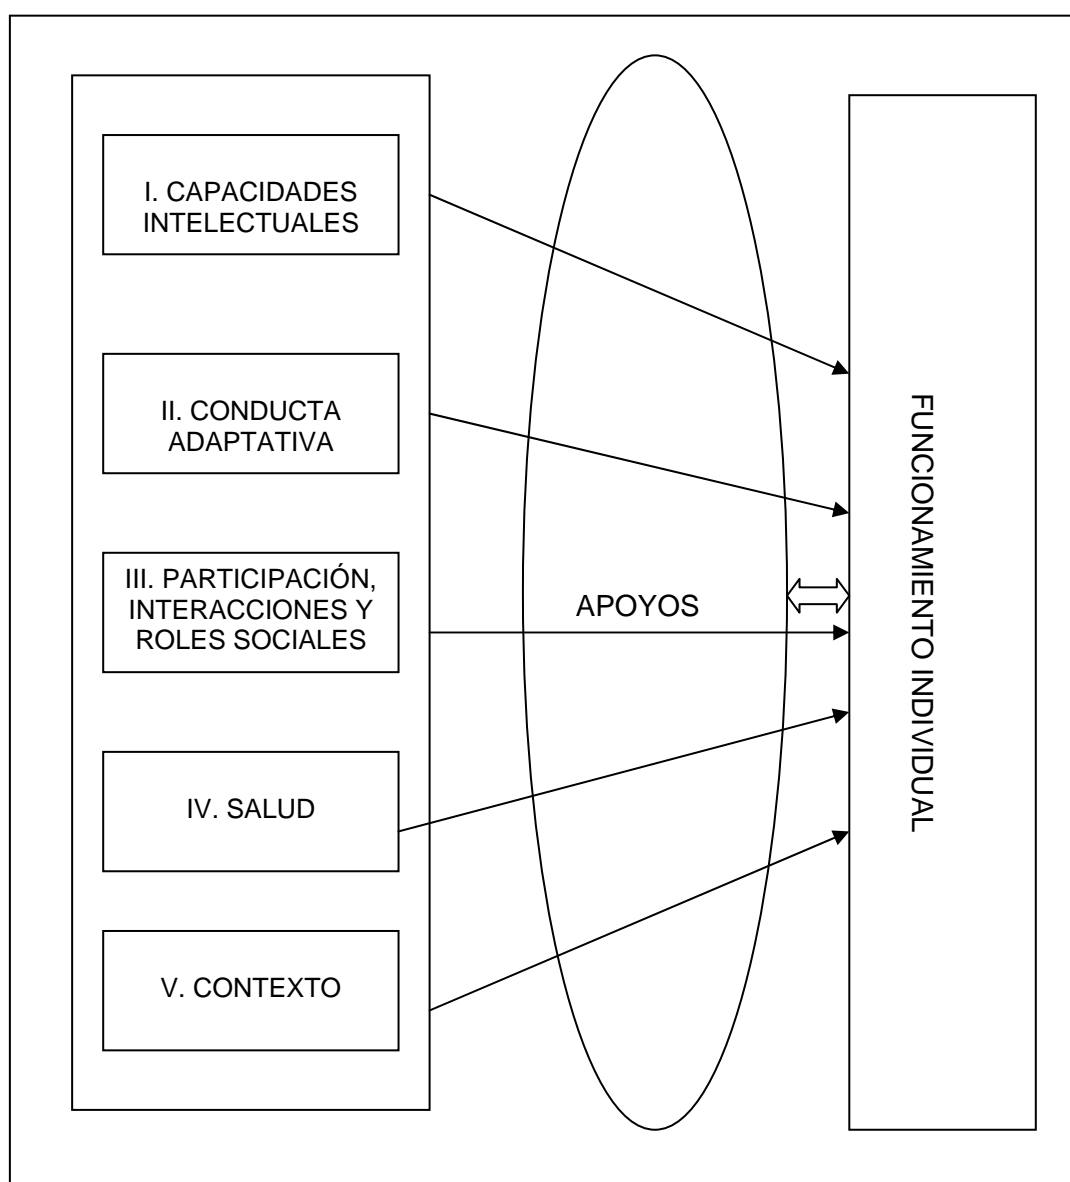 I. CAPACIDADES
INTELECTUALES
II. CONDUCTA
ADAPTATIVA
III. PARTICIPACIÓN,
INTERACCIONES Y
ROLES SOCIALES
IV. SALUD
V. CONTEXTO
APOYOS
FUNCIONAMIENTO INDIVIDUAL